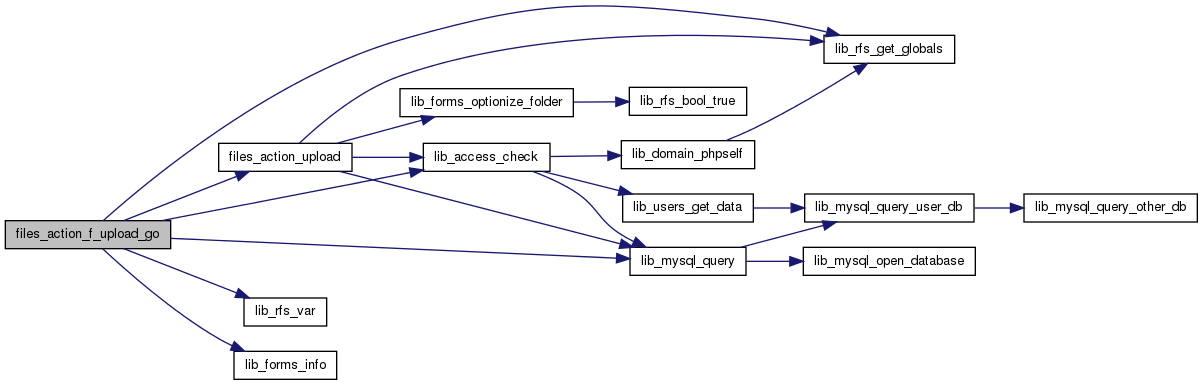 lib_rfs_get_globals
lib_forms_optionize_folder
lib_rfs_bool_true
files_action_upload
lib_access_check
lib_domain_phpself
lib_users_get_data
lib_mysql_query_user_db
lib_mysql_query_other_db
files_action_f_upload_go
lib_mysql_query
lib_mysql_open_database
lib_rfs_var
lib_forms_info